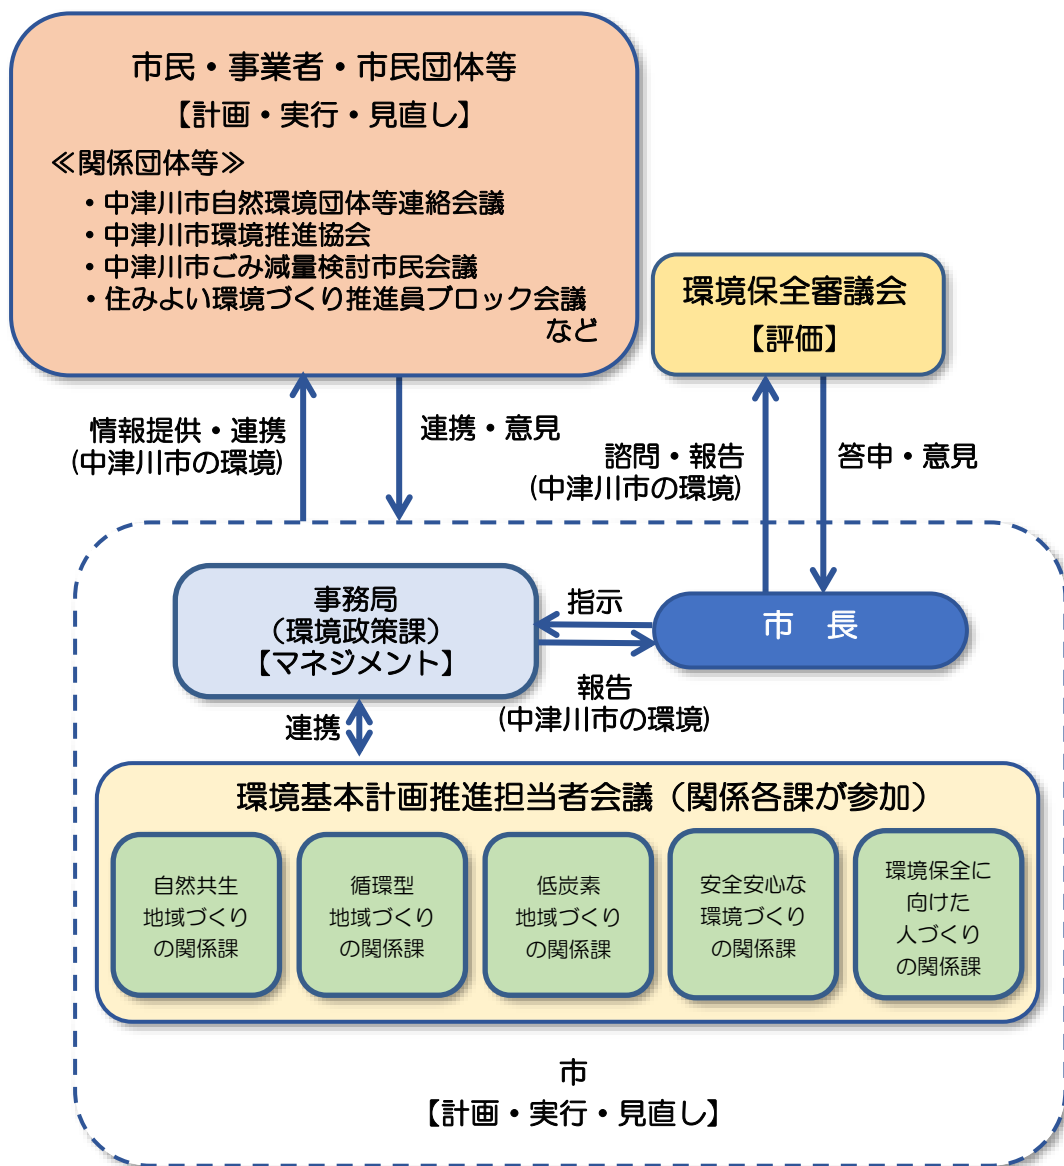 市民・事業者・市民団体等
【計画・実行・見直し】
≪関係団体等≫
・中津川市自然環境団体等連絡会議
・中津川市環境推進協会
・中津川市ごみ減量検討市民会議
・住みよい環境づくり推進員ブロック会議
など
環境保全審議会
【評価】
情報提供・連携
(中津川市の環境)
連携・意見
諮問・報告
(中津川市の環境)
答申・意見
事務局
（環境政策課）
【マネジメント】
指示
市　長
報告
(中津川市の環境)
連携
環境基本計画推進担当者会議（関係各課が参加）
自然共生
地域づくり
の関係課
循環型
地域づくり
の関係課
低炭素
地域づくり
の関係課
安全安心な
環境づくり
の関係課
環境保全に
向けた
人づくり
の関係課
市
【計画・実行・見直し】